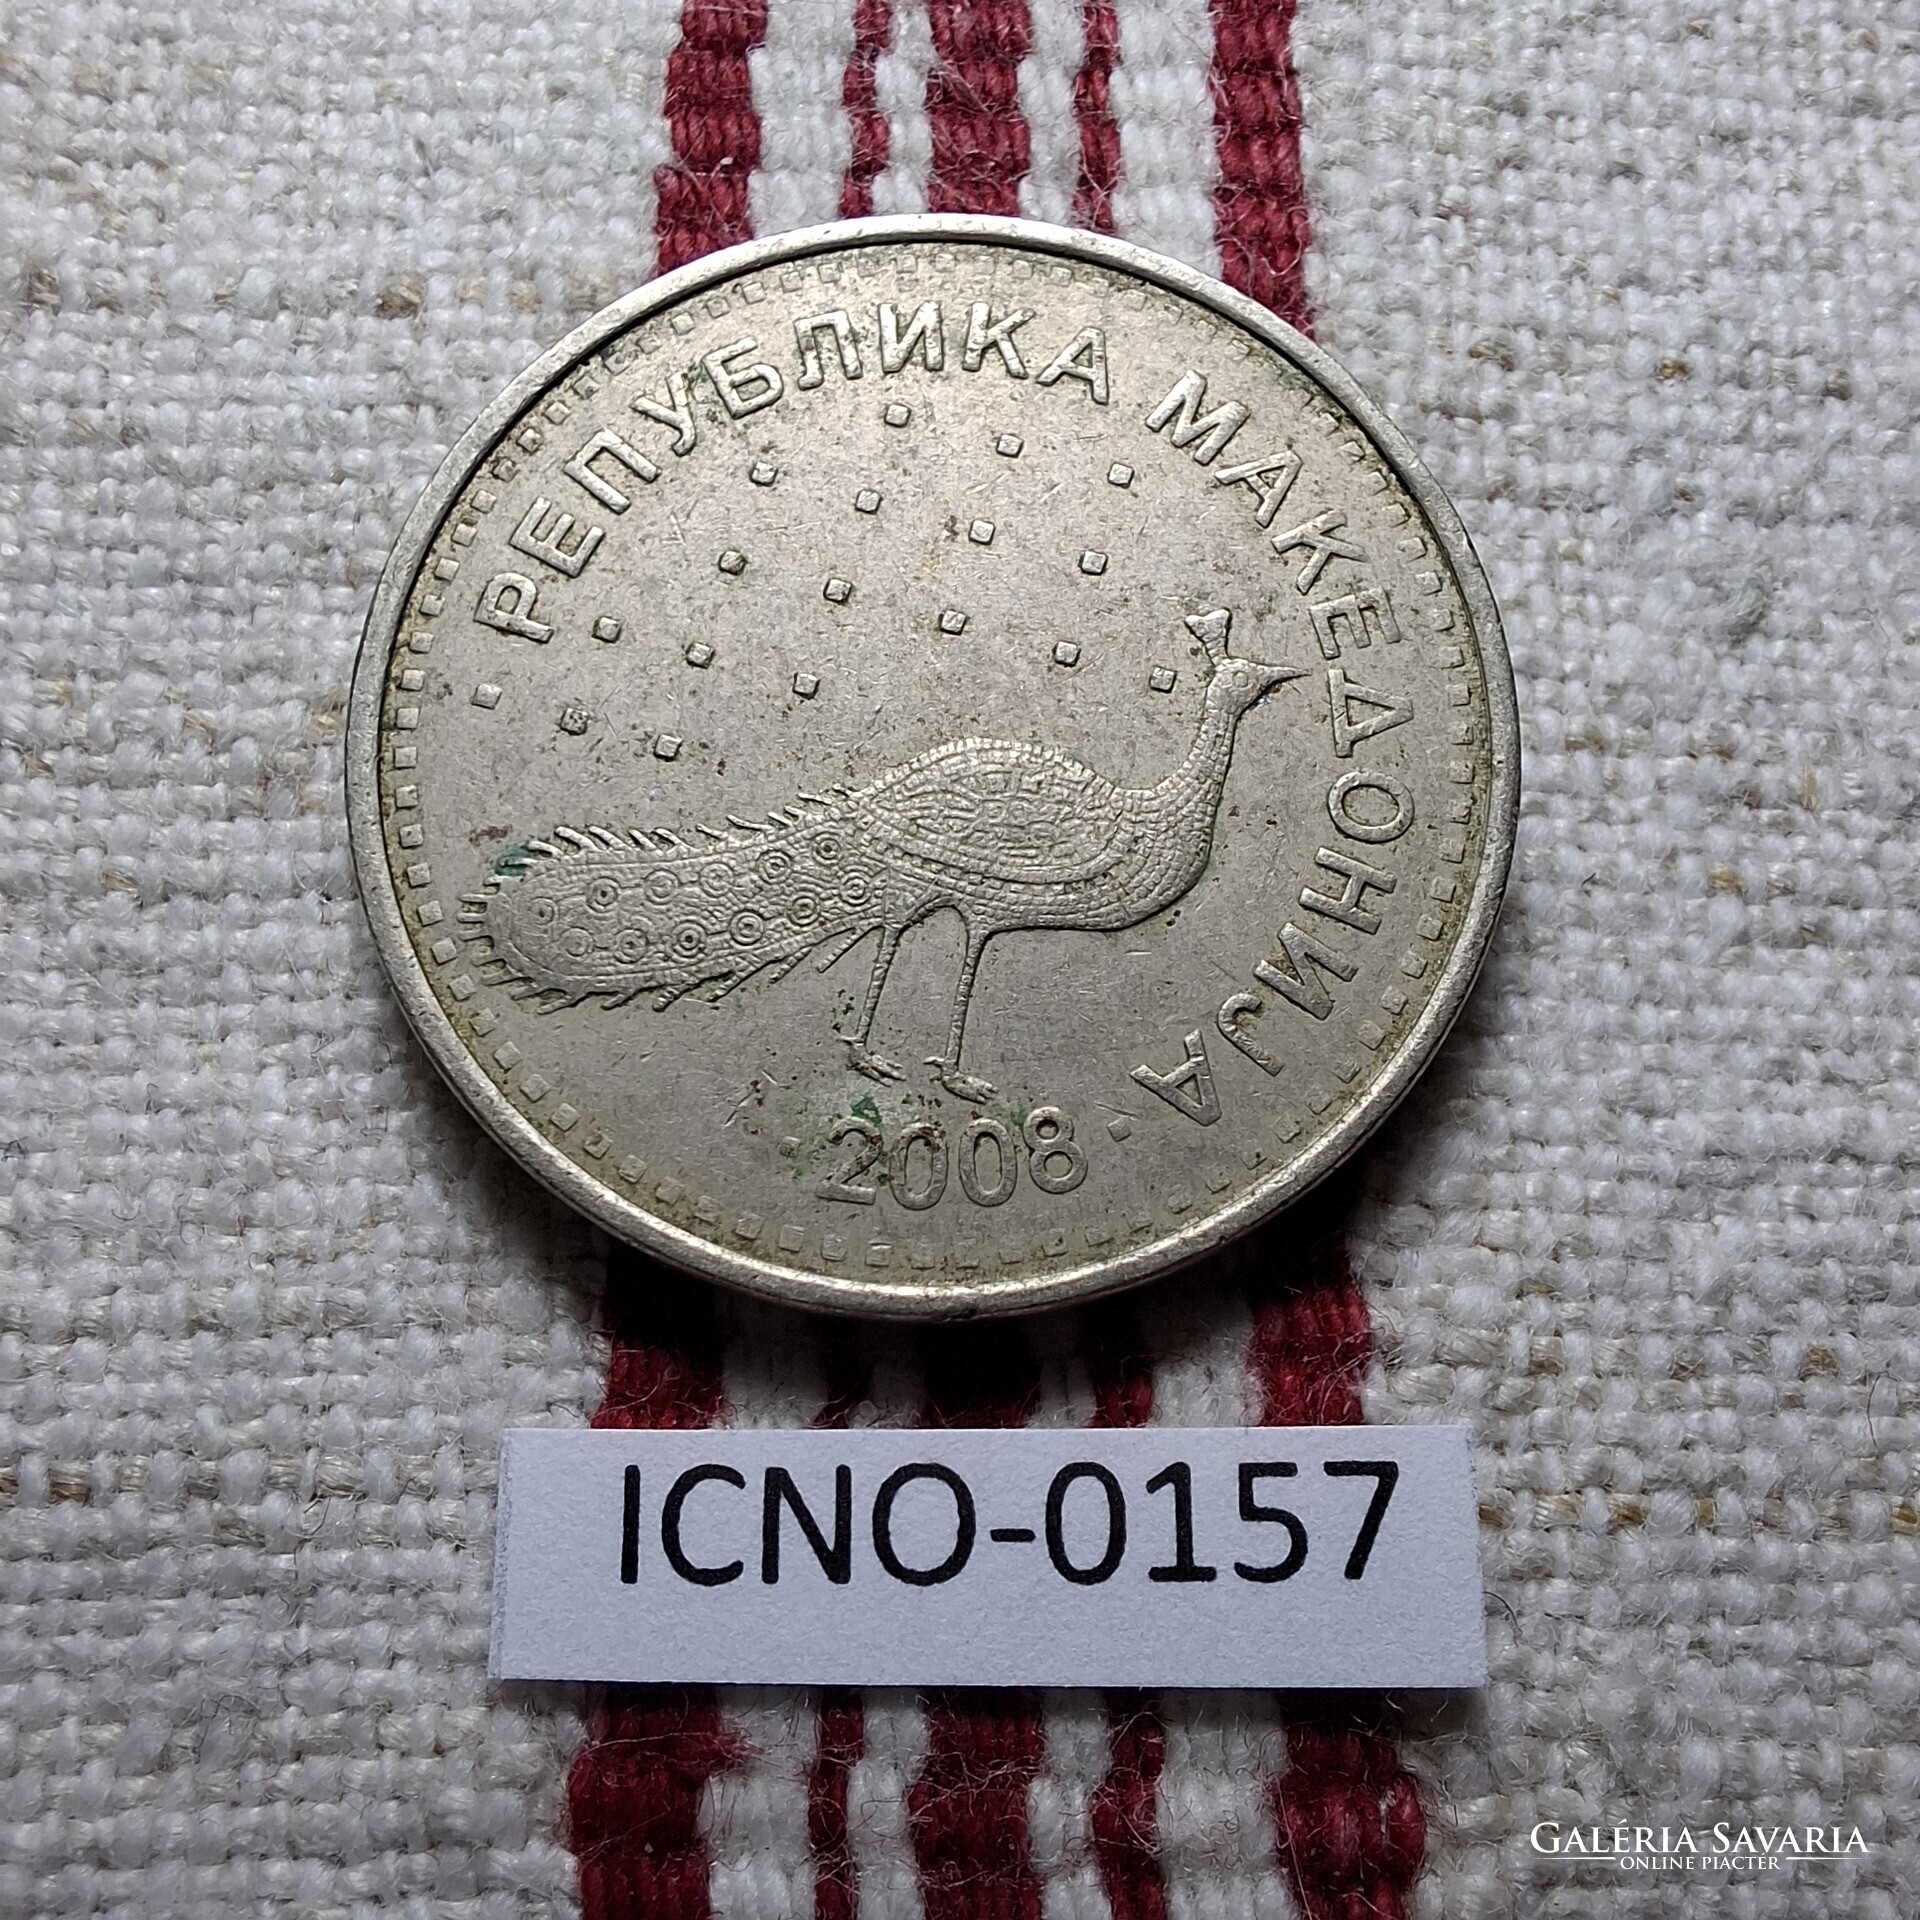 РЕПУБЛИКА МАКЕДОНИЈА
2008
ICNO-0157
GALÉRIA SAVARIA
ONLINE PIACTÉR